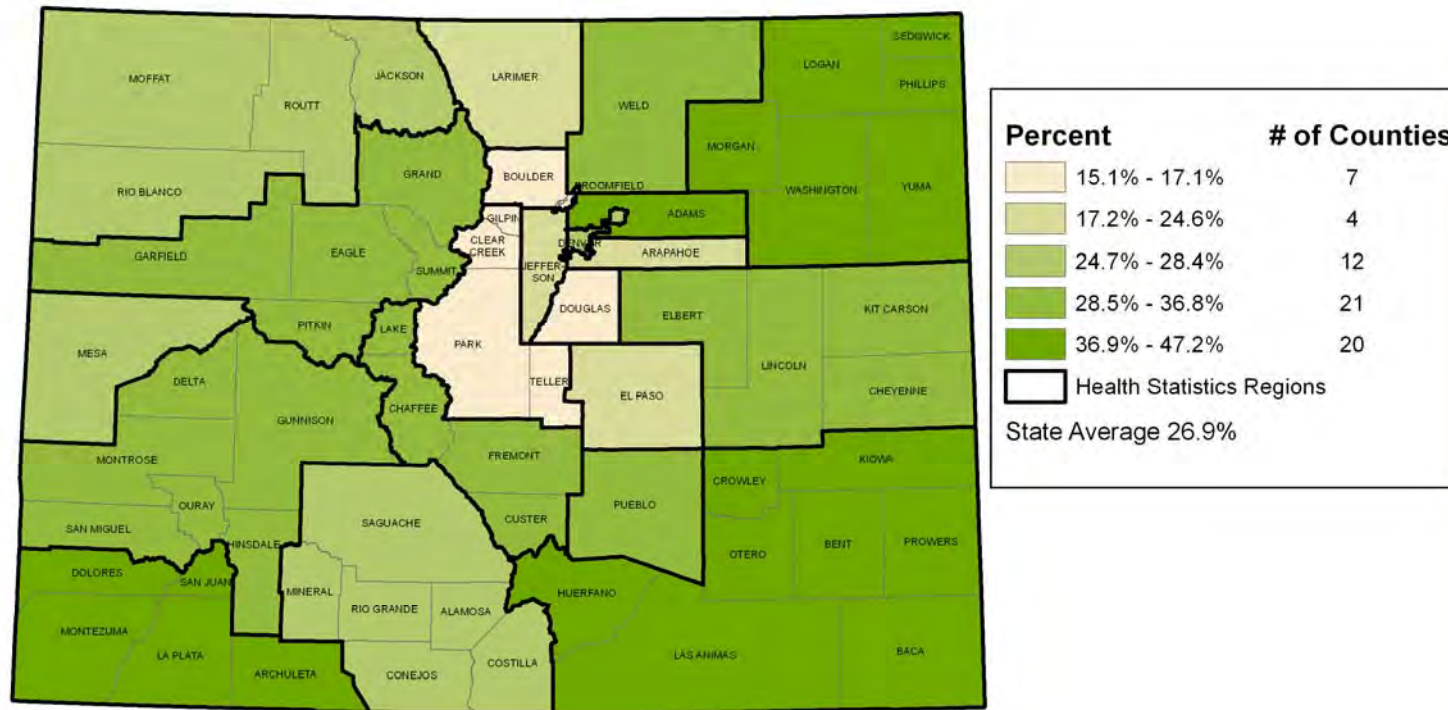 SEDGWICK
LOGAN
LARIMER
MOFFAT
JACKSON
PHILLIPS
ROUTT
WELD
MORGAN
GRAND
BOULDER
RIO BLANCO
BROOMFIELD
WASHINGTON
YUMA
GILPIN
ADAMS
CLEAR
CREEK
DENVER
GARFIELD
EAGLE
ARAPAHOE
JEFFER-
SON
SUMMIT
DOUGLAS
ELBERT
KIT CARSON
PITKIN
LAKE
PARK
MESA
LINCOLN
DELTA
TELLER
CHEYENNE
EL PASO
CHAFFEE
GUNNISON
FREMONT
MONTROSE
KIOWA
CROWLEY
OURAY
PUEBLO
CUSTER
SAGUACHE
SAN MIGUEL
HINSDALE
OTERO
BENT
PROWERS
DOLORES
SAN JUAN
MINERAL
HUERFANO
RIO GRANDE
ALAMOSA
MONTEZUMA
LA PLATA
LAS ANIMAS
BACA
COSTILLA
ARCHULETA
CONEJOS
Percent # of Counties
15.1% - 17.1% 7
17.2% - 24.6% 4
24.7% - 28.4% 12
28.5% - 36.8% 21
36.9% - 47.2% 20
Health Statistics Regions
State Average 26.9%